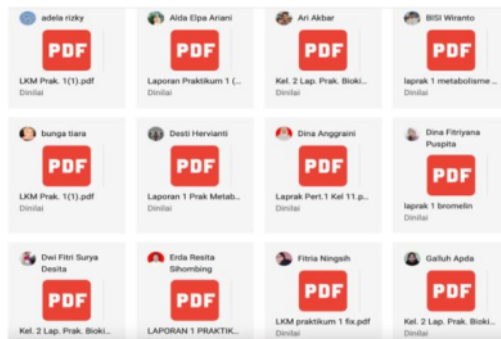 adela rizky
PDF
LKM Prak. 1(1).pdf
Dinilai
Alda Elpa Ariani
PDF
Laporan Praktikum 1 (...
Dinilai
Ari Akbar
PDF
Kel. 2 Lap. Prak. Bioki...
Dinilai
BISI Wiranto
PDF
laprak 1 metabolisme ...
Dinilai
bunga tiara
PDF
LKM Prak. 1(1).pdf
Dinilai
Desti Hervianti
PDF
Laporan 1 Prak Metab...
Dinilai
Dina Anggraini
PDF
Laprak Pert.1 Kel 11.p...
Dinilai
Dina Fitriyana
Puspita
PDF
laprak 1 bromelin
Dinilai
Dwi Fitri Surya
Desita
PDF
Kel. 2 Lap. Prak. Bioki...
Erda Resita
Sihombing
PDF
LAPORAN 1 PRAKTIK...
Fitria Ningsih
PDF
LKM praktikum 1 fix.pdf
Dinilai
Galluh Apda
PDF
Kel. 2 Lap. Prak. Bioki...
Dinilai